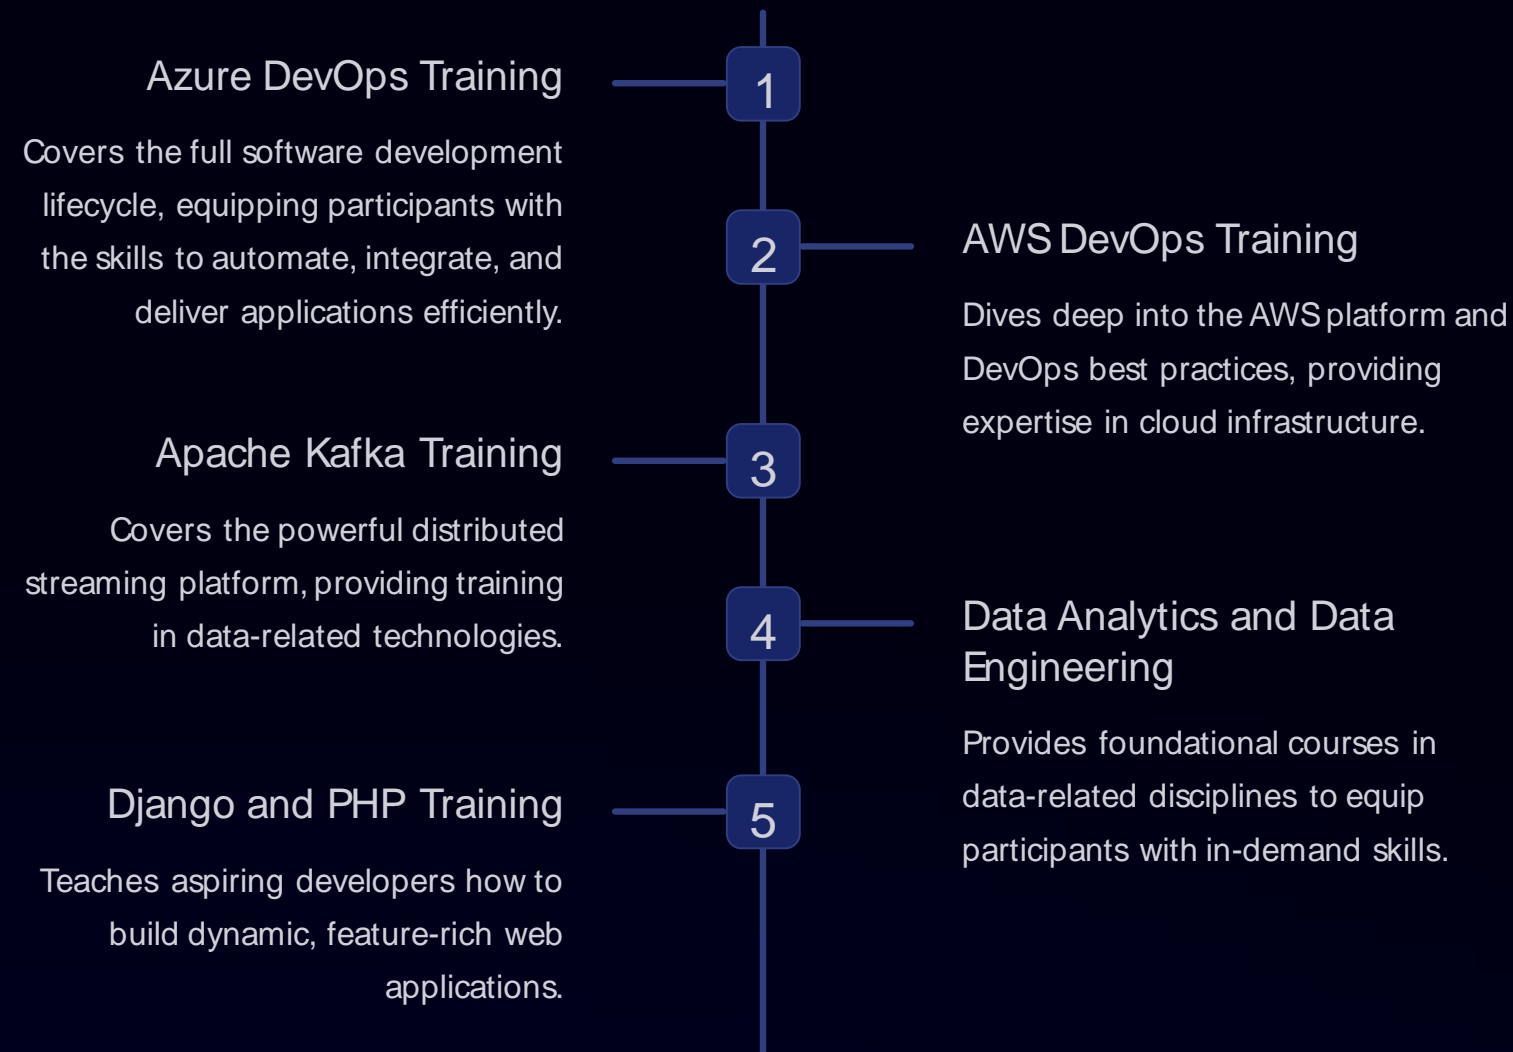 1
Azure DevOps Training
Covers the full software development
lifecycle, equipping participants with
the skills to automate, integrate, and
deliver applications efficiently.
2
AWS DevOps Training
Dives deep into the AWS platform and
DevOps best practices, providing
expertise in cloud infrastructure.
3
Apache Kafka Training
Covers the powerful distributed
streaming platform, providing training
in data-related technologies.
4
Data Analytics and Data
Engineering
Provides foundational courses in
data-related disciplines to equip
participants with in-demand skills.
5
Django and PHP Training
Teaches aspiring developers how to
build dynamic, feature-rich web
applications.